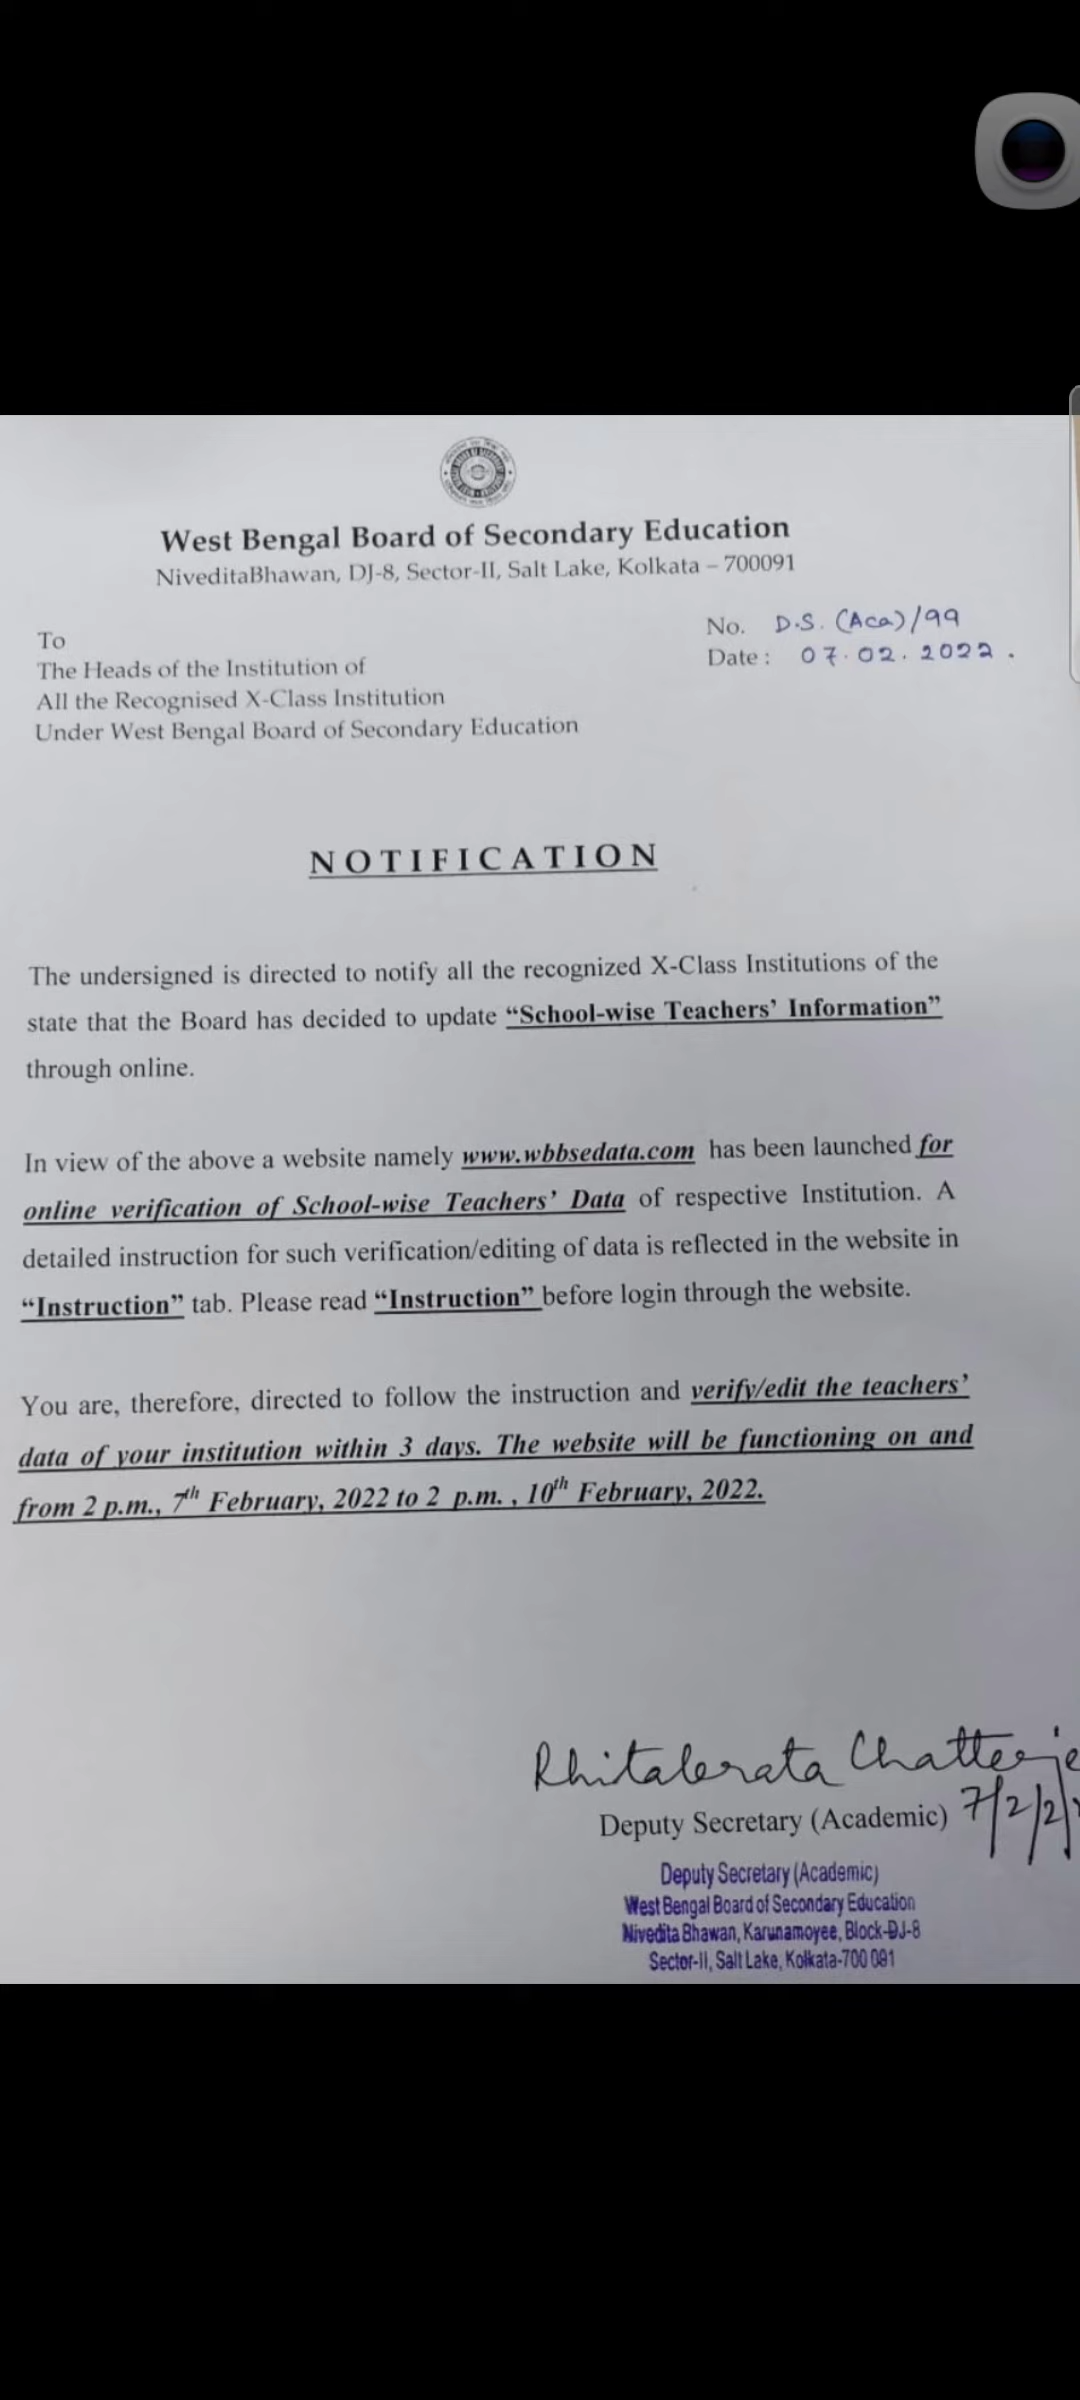 West Bengal Board of Secondary Education
NiveditaBhawan, DJ-8, Sector-II, Salt Lake, Kolkata – 700091
No. D.S. (Aca)/99
Date : 07.02.2022.
To
The Heads of the Institution of
All the Recognised X-Class Institution
Under West Bengal Board of Secondary Education
NOTIFICATION
The undersigned is directed to notify all the recognized X-Class Institutions of the
state that the Board has decided to update “School-wise Teachers’ Information”
through online.
In view of the above a website namely www.wbbsedata.com has been launched for
online verification of School-wise Teachers’ Data of respective Institution. A
detailed instruction for such verification/editing of data is reflected in the website in
“Instruction” tab. Please read “Instruction” before login through the website.
You are, therefore, directed to follow the instruction and verify/edit the teachers’
data of your institution within 3 days. The website will be functioning on and
from 2 p.m., 7th February, 2022 to 2 p.m. , 10th February, 2022.
Chatterje
Deputy Secretary (Academic) 7/2/2
Deputy Secretary (Academic)
West Bengal Board of Secondary Education
Nivedita Bhawan, Karunamoyee, Block-DJ-8
Sector-II, Salt Lake, Kolkata-700 091